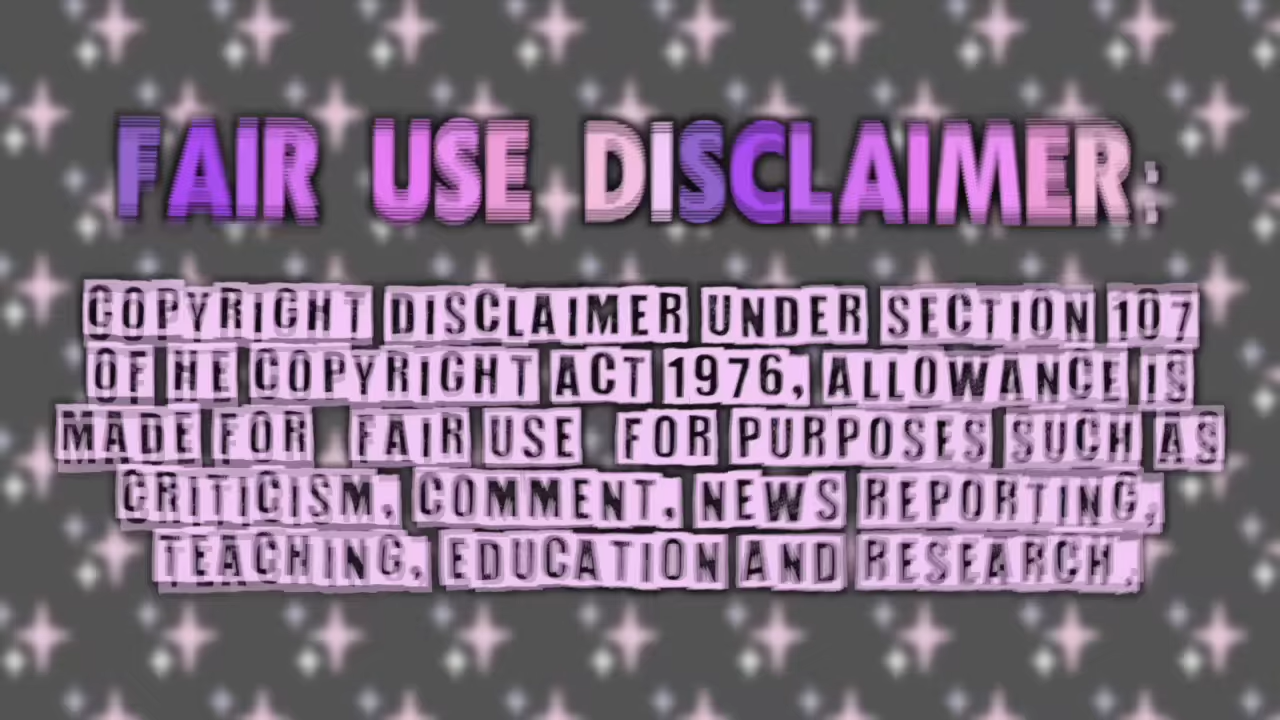 FAIR USE DISCLAIMER:
COPYRIGHT DISCLAIMER UNDER SECTION 107
OF HE COPYRIGHT ACT 1976, ALLOWANCE IS
MADE FOR FAIR USE FOR PURPOSES SUCH AS
CRITICISM, COMMENT, NEWS REPORTING,
TEACHING, EDUCATION AND RESEARCH.